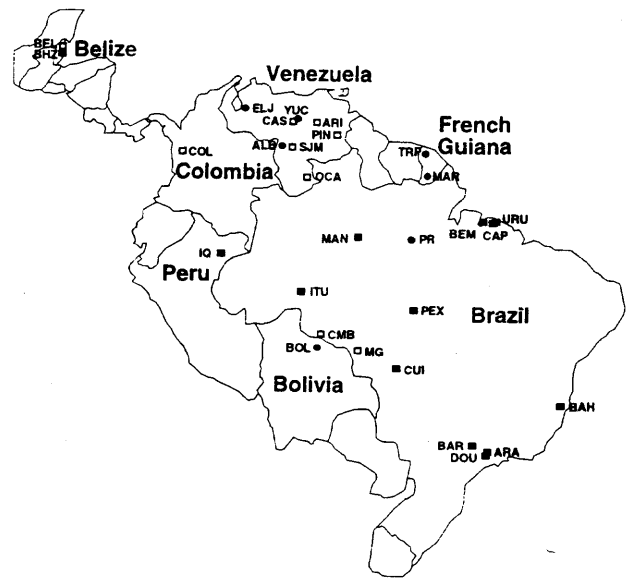 BEL
BHZ
Belize
Venezuela
ELJ
YUC
CAS
ARI
PIN
French
Guiana
ALB
SJM
TRP
COL
Colombia
OCA
MAR
URU
BEM
CAP
MAN
PR
IQ
Peru
ITU
PEX
Brazil
CMB
BOL
MG
CUI
Bolivia
BAH
BAR
ARA
DOU